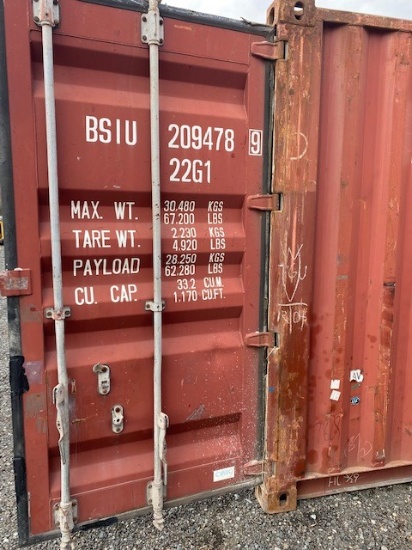 BSIU 209478 9
22G1
MAX. WT. 30.480 KGS
67.200 LBS
TARE WT. 2.230 KGS
4.920 LBS
PAYLOAD 28.250 KGS
62.280 LBS
CU. CAP. 33.2 CU.M.
1.170 CU.FT.